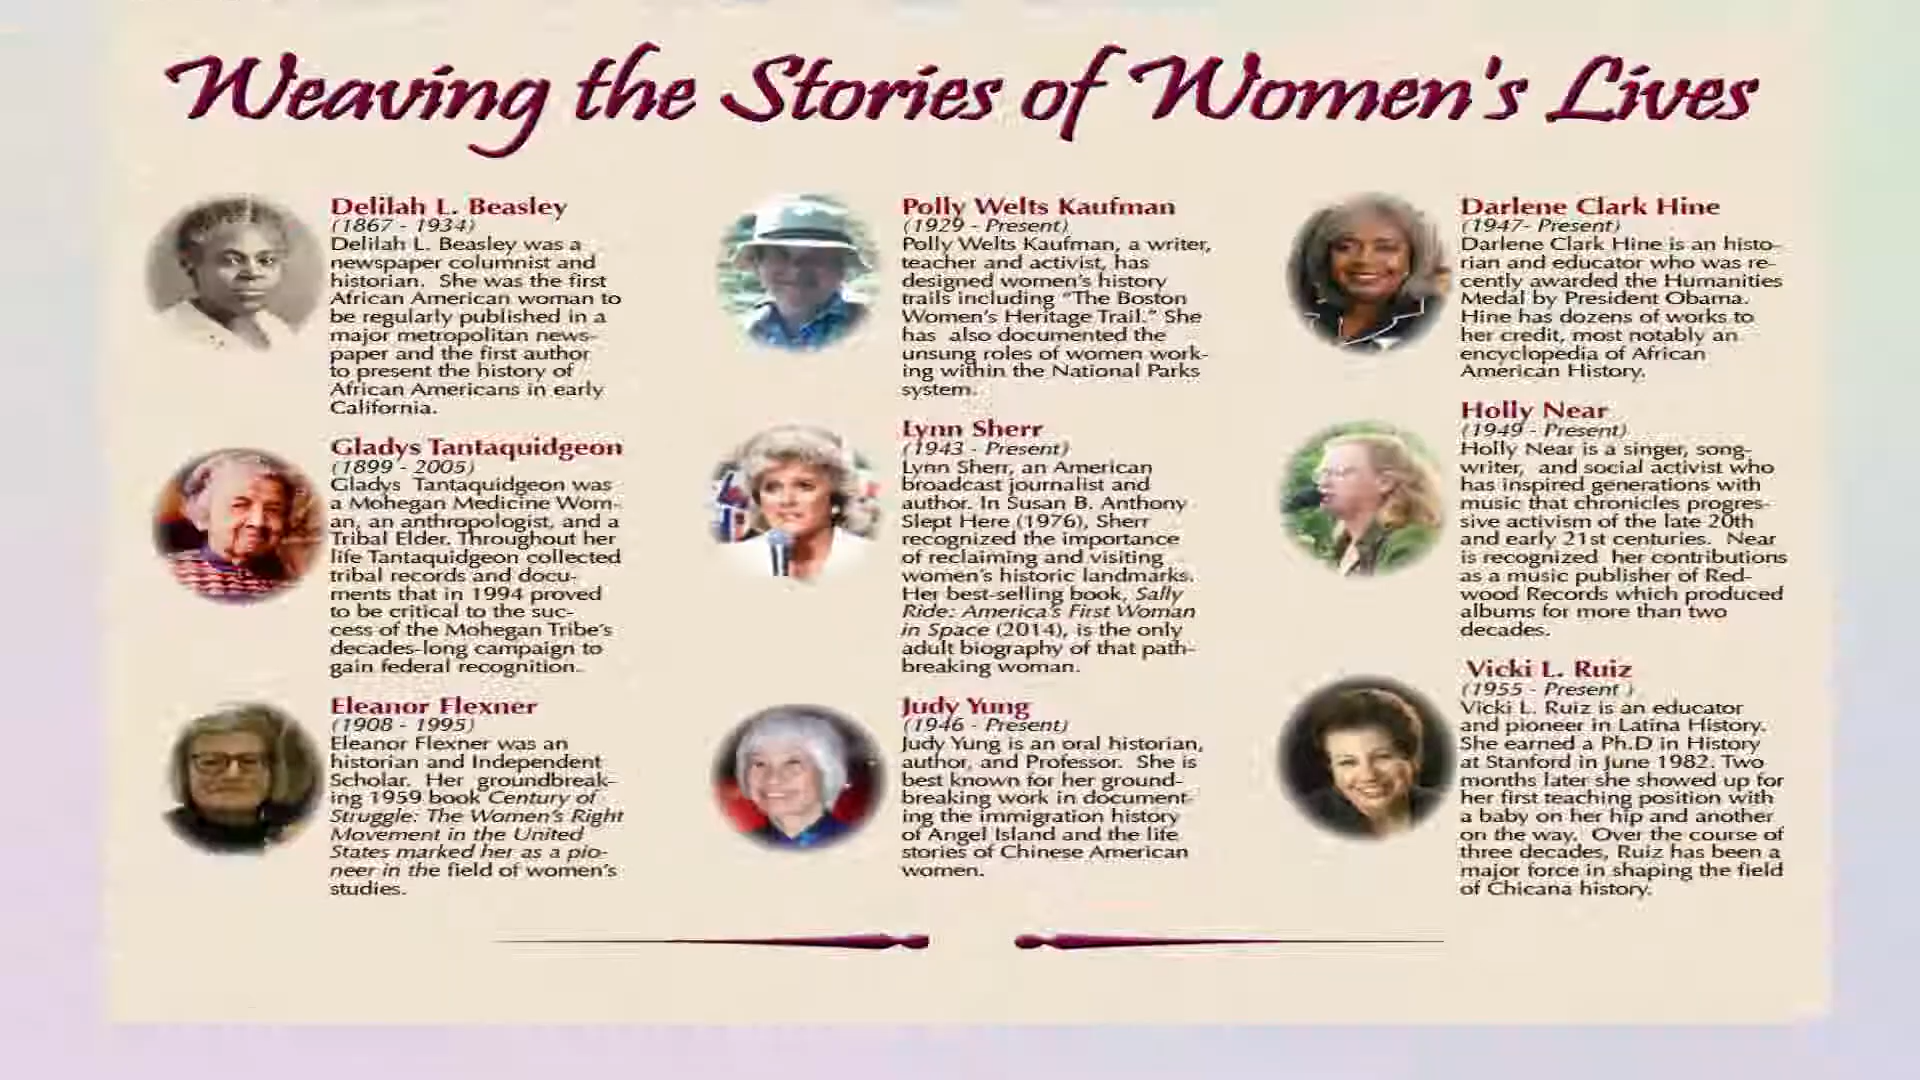 Weaving the Stories of Women's Lives
Delilah L. Beasley
(1867 - 1934)
Delilah L. Beasley was a
newspaper columnist and
historian. She was the first
African American woman to
be regularly published in a
major metropolitan news-
paper and the first author
to present the history of
African Americans in early
California.
Gladys Tantaquidgeon
(1899 - 2005)
Gladys Tantaquidgeon was
a Mohegan Medicine Wom-
an, an anthropologist, and a
Tribal Elder. Throughout her
life Tantaquidgeon collected
tribal records and docu-
ments that in 1994 proved
to be critical to the suc-
cess of the Mohegan Tribe's
decades-long campaign to
gain federal recognition.
Eleanor Flexner
(1908 - 1995)
Eleanor Flexner was an
historian and Independent
Scholar. Her groundbreak-
ing 1959 book Century of
Struggle: The Women's Right
Movement in the United
States marked her as a pio-
neer in the field of women's
studies.
Polly Welts Kaufman
(1929 - Present)
Polly Welts Kaufman, a writer,
teacher and activist, has
designed women's history
trails including "The Boston
Women's Heritage Trail." She
has also documented the
unsung roles of women work-
ing within the National Parks
system.
Lynn Sherr
(1943 - Present)
Lynn Sherr, an American
broadcast journalist and
author. In Susan B. Anthony
Slept Here (1976), Sherr
recognized the importance
of reclaiming and visiting
women's historic landmarks.
Her best-selling book, Sally
Ride: America's First Woman
in Space (2014), is the only
adult biography of that path-
breaking woman.
Judy Yung
(1946 - Present)
Judy Yung is an oral historian,
author, and Professor. She is
best known for her ground-
breaking work in document-
ing the immigration history
of Angel Island and the life
stories of Chinese American
women.
Darlene Clark Hine
(1947- Present)
Darlene Clark Hine is an histo-
rian and educator who was re-
cently awarded the Humanities
Medal by President Obama.
Hine has dozens of works to
her credit, most notably an
encyclopedia of African
American History.
Holly Near
(1949 - Present)
Holly Near is a singer, song-
writer, and social activist who
has inspired generations with
music that chronicles progres-
sive activism of the late 20th
and early 21st centuries. Near
is recognized her contributions
as a music publisher of Red-
wood Records which produced
albums for more than two
decades.
Vicki L. Ruiz
(1955 - Present )
Vicki L. Ruiz is an educator
and pioneer in Latina History.
She earned a Ph.D in History
at Stanford in June 1982. Two
months later she showed up for
her first teaching position with
a baby on her hip and another
on the way. Over the course of
three decades, Ruiz has been a
major force in shaping the field
of Chicana history.